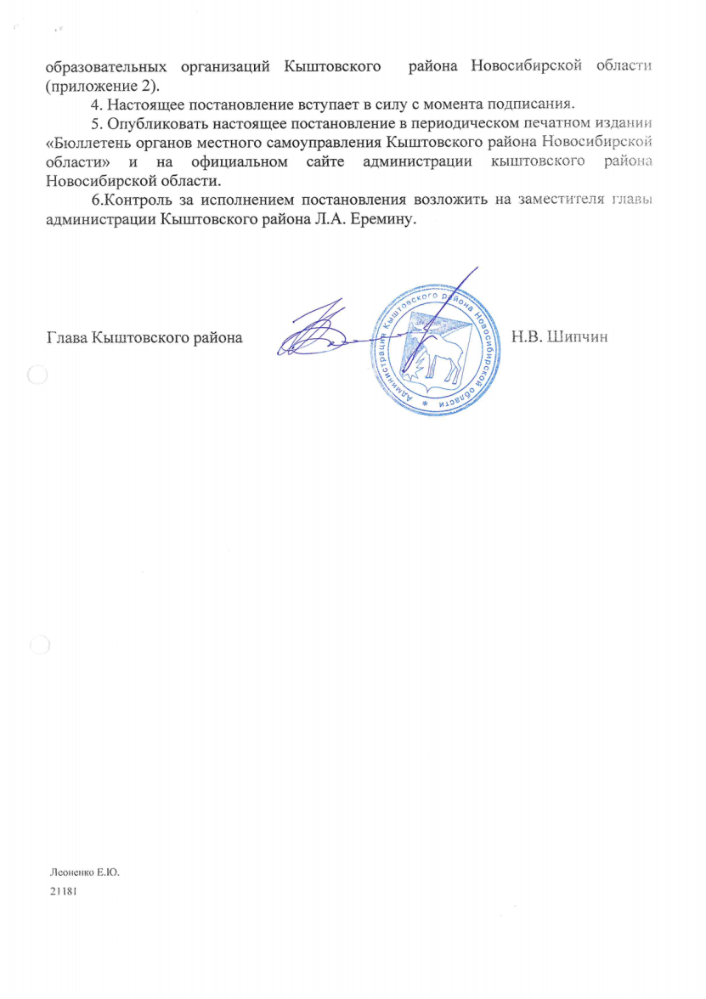 образовательных организаций Кыштовского района Новосибирской области
(приложение 2).
4. Настоящее постановление вступает в силу с момента подписания.
5. Опубликовать настоящее постановление в периодическом печатном издании
«Бюллетень органов местного самоуправления Кыштовского района Новосибирской
области» и на официальном сайте администрации кыштовского района
Новосибирской области.
6.Контроль за исполнением постановления возложить на заместителя главы
администрации Кыштовского района Л.А. Еремину.
Глава Кыштовского района
Администрация Кыштовского района Новосибирской области *
Н.В. Шипчин
Леоненко Е.Ю.
21181